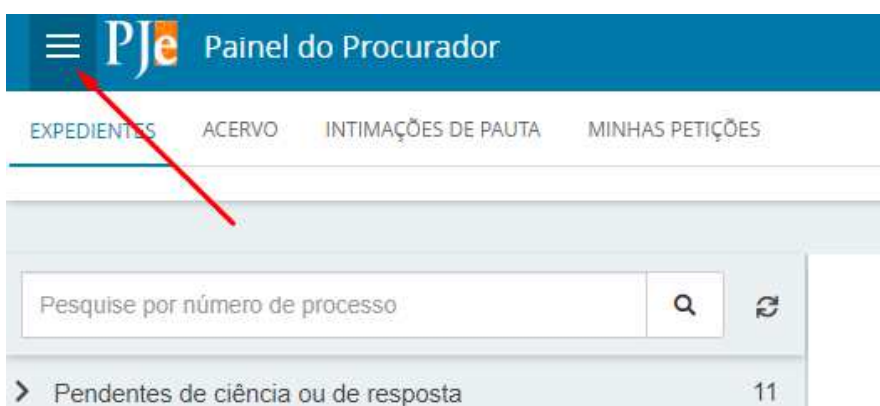 PJe Painel do Procurador
EXPEDIENTES ACERVO INTIMAÇÕES DE PAUTA MINHAS PETIÇÕES
Pesquise por número de processo
Pendentes de ciência ou de resposta 11